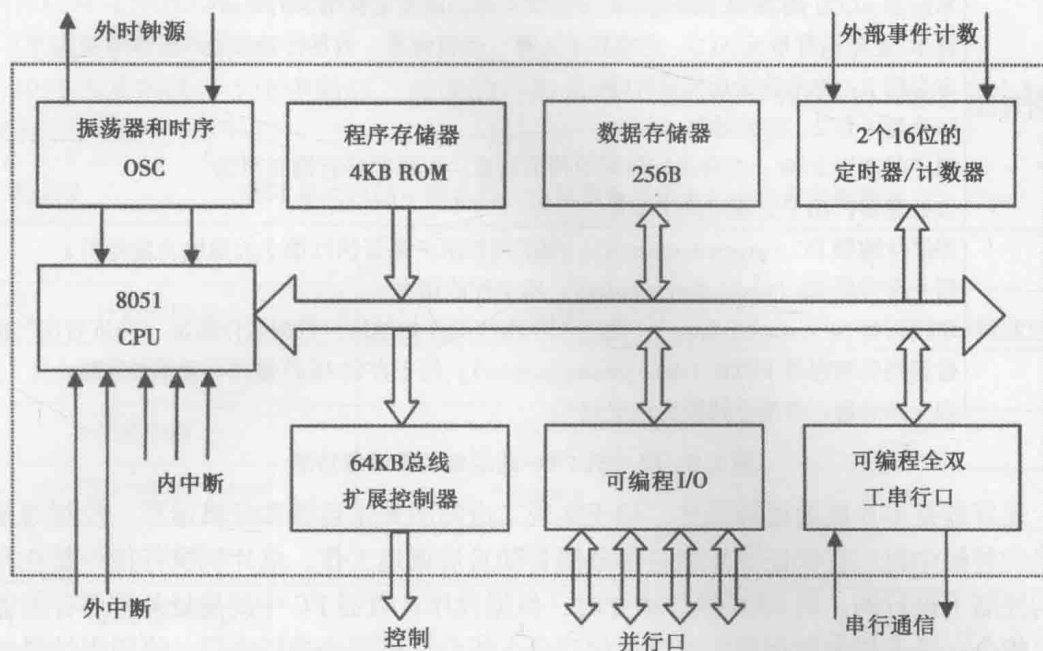 外时钟源
外部事件计数
振荡器和时序
OSC
程序存储器
4KB ROM
数据存储器
256B
2个16位的
定时器/计数器
8051
CPU
64KB总线
扩展控制器
可编程I/O
可编程全双
工串行口
内中断
外中断
控制
并行口
串行通信